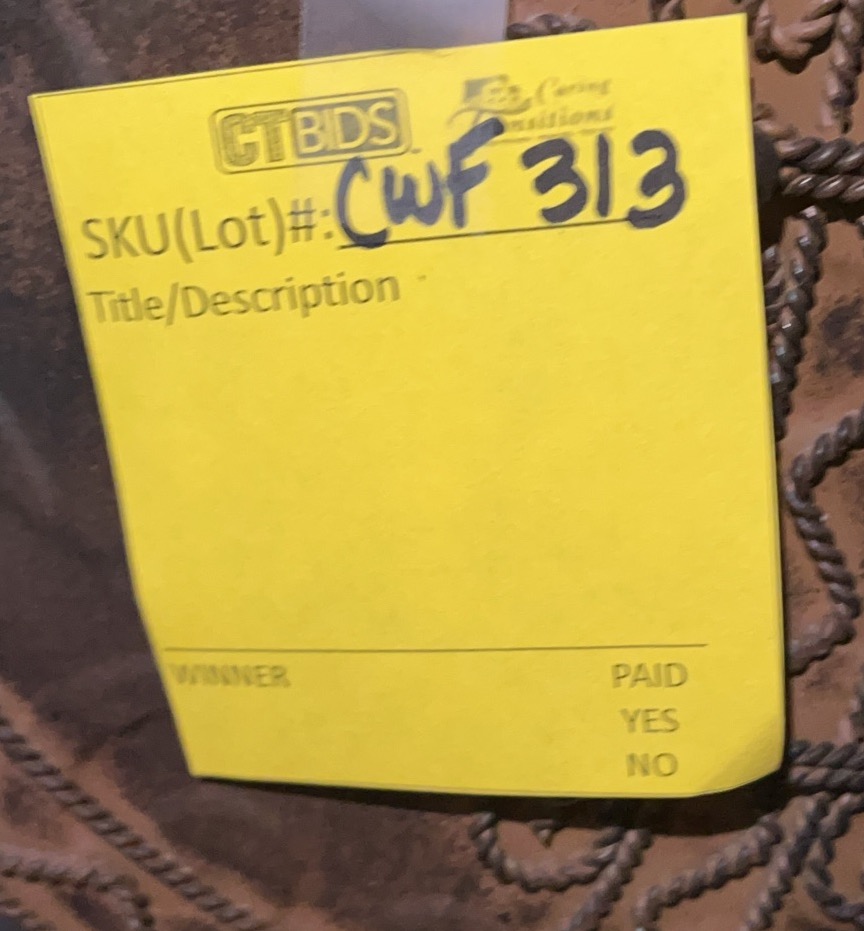 CTBIDS Caring Transitions
SKU(Lot)#: CWF 313
Title/Description
WINNER PAID
YES
NO